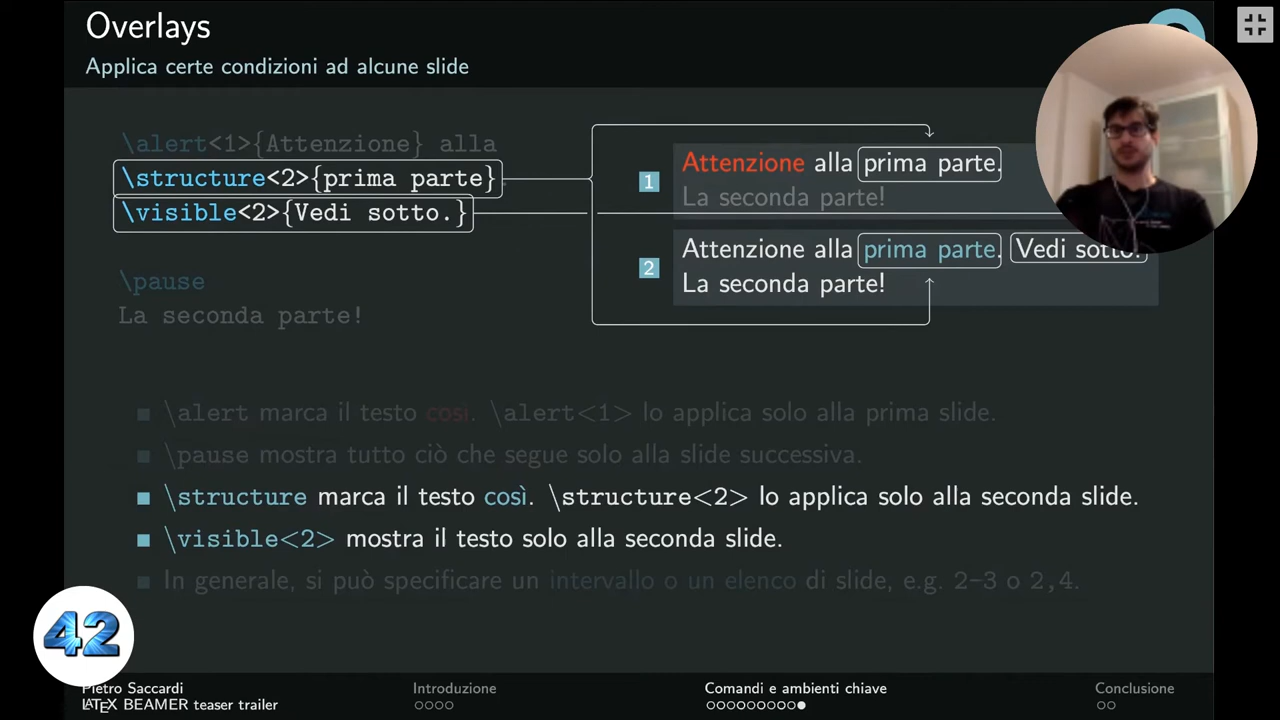 Overlays
Applica certe condizioni ad alcune slide
\alert<1>{Attenzione} alla
\structure<2>{prima parte}.
\visible<2>{Vedi sotto.}
\pause
La seconda parte!
1
Attenzione alla prima parte.
La seconda parte!
2
Attenzione alla prima parte. Vedi sotto.
La seconda parte!
■ \alert marca il testo così. \alert<1> lo applica solo alla prima slide.
■ \pause mostra tutto ciò che segue solo alla slide successiva.
■ \structure marca il testo così. \structure<2> lo applica solo alla seconda slide.
■ \visible<2> mostra il testo solo alla seconda slide.
■ In generale, si può specificare un intervallo o un elenco di slide, e.g. 2-3 o 2,4.
42
Pietro Saccardi
LATEX BEAMER teaser trailer
Introduzione
Comandi e ambienti chiave
Conclusione